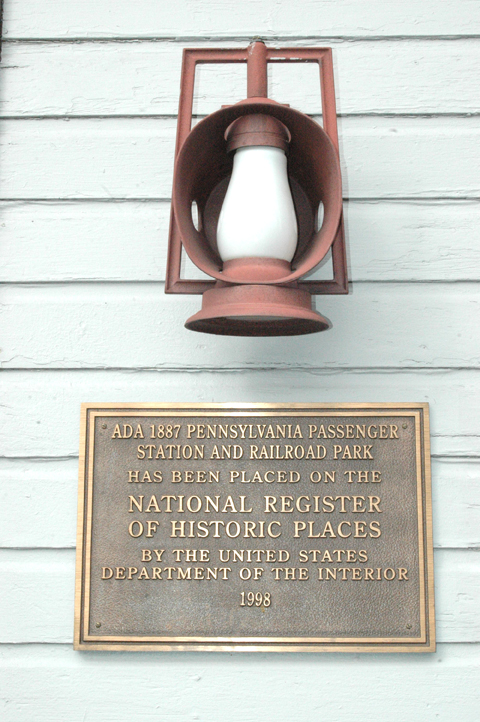 ADA 1887 PENNSYLVANIA PASSENGER
STATION AND RAILROAD PARK
HAS BEEN PLACED ON THE
NATIONAL REGISTER
OF HISTORIC PLACES
BY THE UNITED STATES
DEPARTMENT OF THE INTERIOR
1998